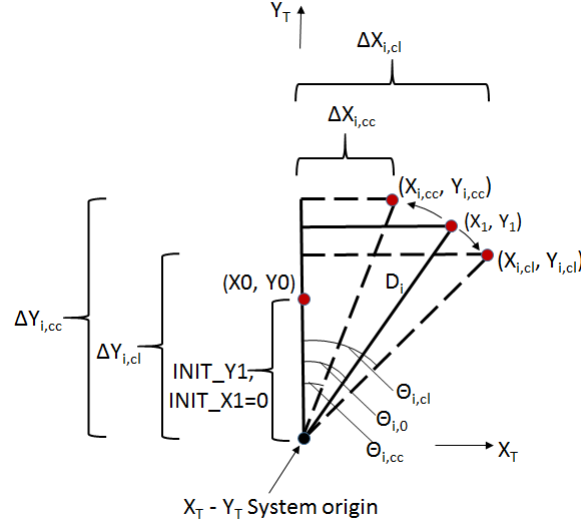 Y_T
ΔX_i,cl
ΔX_i,cc
(X_i,cc, Y_i,cc)
(X_1, Y_1)
(X_i,cl, Y_i,cl)
(X0, Y0)
D_i
ΔY_i,cc
ΔY_i,cl
INIT_Y1,
INIT_X1=0
Θ_i,cl
Θ_i,0
Θ_i,cc
X_T
X_T - Y_T System origin